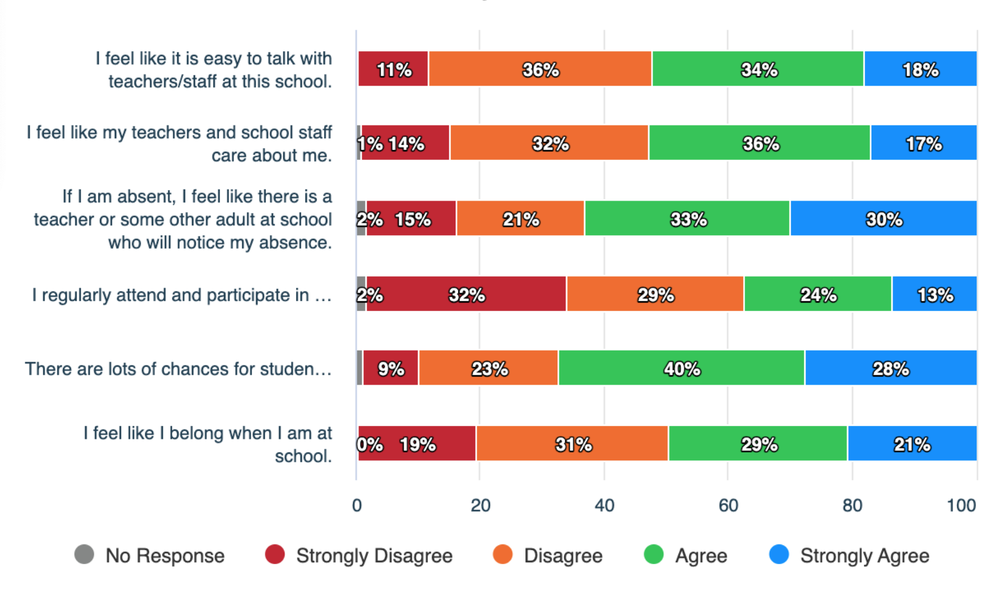 I feel like it is easy to talk with
teachers/staff at this school.
11% 36% 34% 18%
I feel like my teachers and school staff
care about me.
1% 14% 32% 36% 17%
If I am absent, I feel like there is a
teacher or some other adult at school
who will notice my absence.
2% 15% 21% 33% 30%
I regularly attend and participate in ...
2% 32% 29% 24% 13%
There are lots of chances for studen...
9% 23% 40% 28%
I feel like I belong when I am at
school.
0% 19% 31% 29% 21%
0 20 40 60 80 100
No Response Strongly Disagree Disagree Agree Strongly Agree